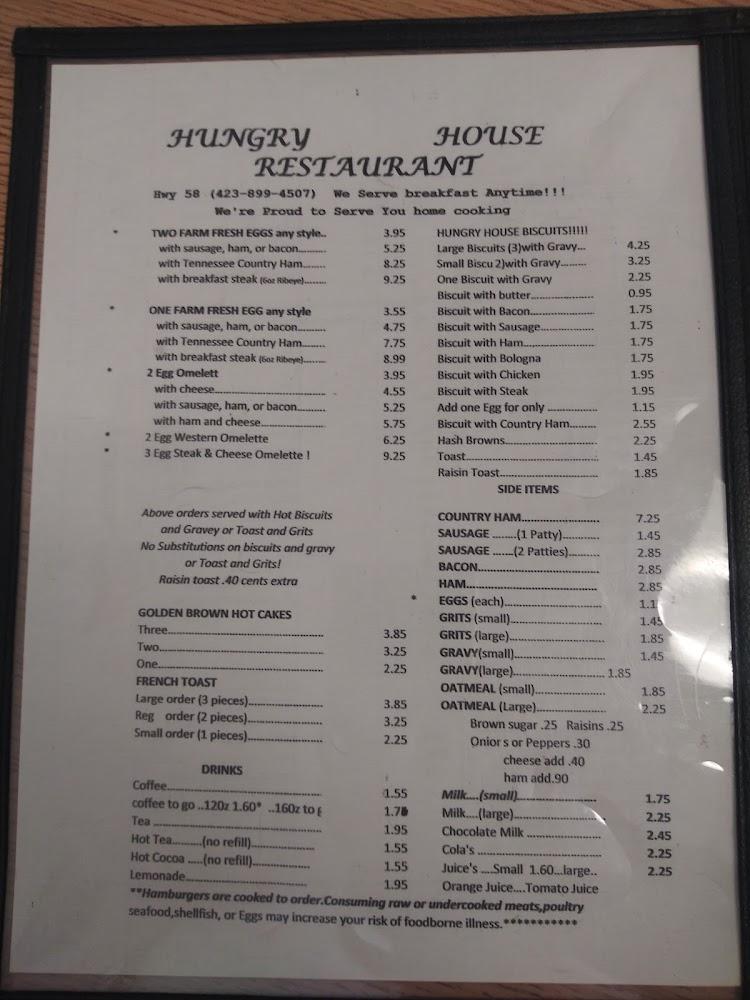 HUNGRY HOUSE
RESTAURANT
Hwy 58 (423-899-4507) We Serve breakfast Anytime!!!
We're Proud to Serve You home cooking
* TWO FARM FRESH EGGS any style.. 3.95
with sausage, ham, or bacon.......... 5.25
with Tennessee Country Ham........ 8.25
with breakfast steak (6oz Ribeye)........ 9.25
* ONE FARM FRESH EGG any style 3.55
with sausage, ham, or bacon.......... 4.75
with Tennessee Country Ham........ 7.75
with breakfast steak (6oz Ribeye)........ 8.99
* 2 Egg Omelett 3.95
with cheese........................................ 4.55
with sausage, ham, or bacon.......... 5.25
with ham and cheese....................... 5.75
* 2 Egg Western Omelette 6.25
* 3 Egg Steak & Cheese Omelette ! 9.25
Above orders served with Hot Biscuits
and Gravey or Toast and Grits
No Substitutions on biscuits and gravy
or Toast and Grits!
Raisin toast .40 cents extra
GOLDEN BROWN HOT CAKES
Three........................................................ 3.85
Two........................................................... 3.25
One........................................................... 2.25
FRENCH TOAST
Large order (3 pieces)........................... 3.85
Reg order (2 pieces)........................... 3.25
Small order (1 pieces)........................... 2.25
DRINKS
Coffee........................................................ 1.55
coffee to go ..12oz 1.60* ..16oz to g
Tea ........................................................... 1.95
Hot Tea..........(no refill)....................... 1.55
Hot Cocoa .....(no refill).................... 1.55
Lemonade............................................... 1.95
HUNGRY HOUSE BISCUITS!!!!!
Large Biscuits (3)with Gravy... 4.25
Small Biscu 2)with Gravy......... 3.25
One Biscuit with Gravy 2.25
Biscuit with butter...................... 0.95
Biscuit with Bacon...................... 1.75
Biscuit with Sausage................... 1.75
Biscuit with Ham......................... 1.75
Biscuit with Bologna 1.75
Biscuit with Chicken 1.95
Biscuit with Steak 1.95
Add one Egg for only .................. 1.15
Biscuit with Country Ham......... 2.55
Hash Browns................................. 2.25
Toast............................................... 1.45
Raisin Toast................................... 1.85
SIDE ITEMS
COUNTRY HAM........................... 7.25
SAUSAGE ........(1 Patty)............. 1.45
SAUSAGE .......(2 Patties)........... 2.85
BACON........................................... 2.85
HAM............................................... 2.85
* EGGS (each)..................................
GRITS (small)................................ 1.45
GRITS (large)................................ 1.85
GRAVY(small)............................... 1.45
GRAVY(large)................................ 1.85
OATMEAL (small)......................... 1.85
OATMEAL (Large)......................... 2.25
Brown sugar .25 Raisins .25
Onior s or Peppers .30
cheese add .40
ham add.90
Milk....(small)............................ 1.75
Milk....(large)................................ 2.25
Chocolate Milk .......................... 2.45
Cola's ............................................. 2.25
Juice's ....Small 1.60...large.. 2.25
Orange Juice....Tomato Juice
**Hamburgers are cooked to order.Consuming raw or undercooked meats,poultry
seafood,shellfish, or Eggs may increase your risk of foodborne illness.***********